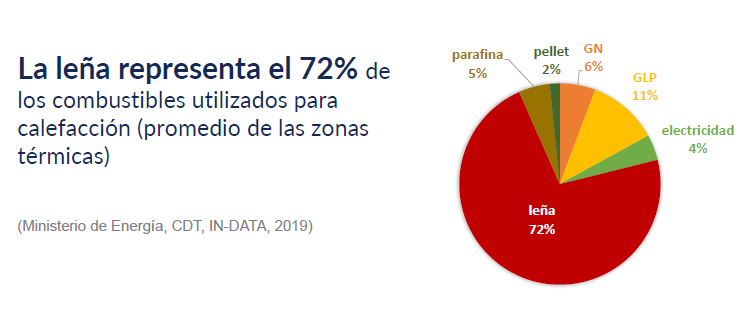 La leña representa el 72% de
los combustibles utilizados para
calefacción (promedio de las zonas
térmicas)
(Ministerio de Energía, CDT, IN-DATA, 2019)
parafina
5%
pellet
2%
GN
6%
GLP
11%
electricidad
4%
leña
72%